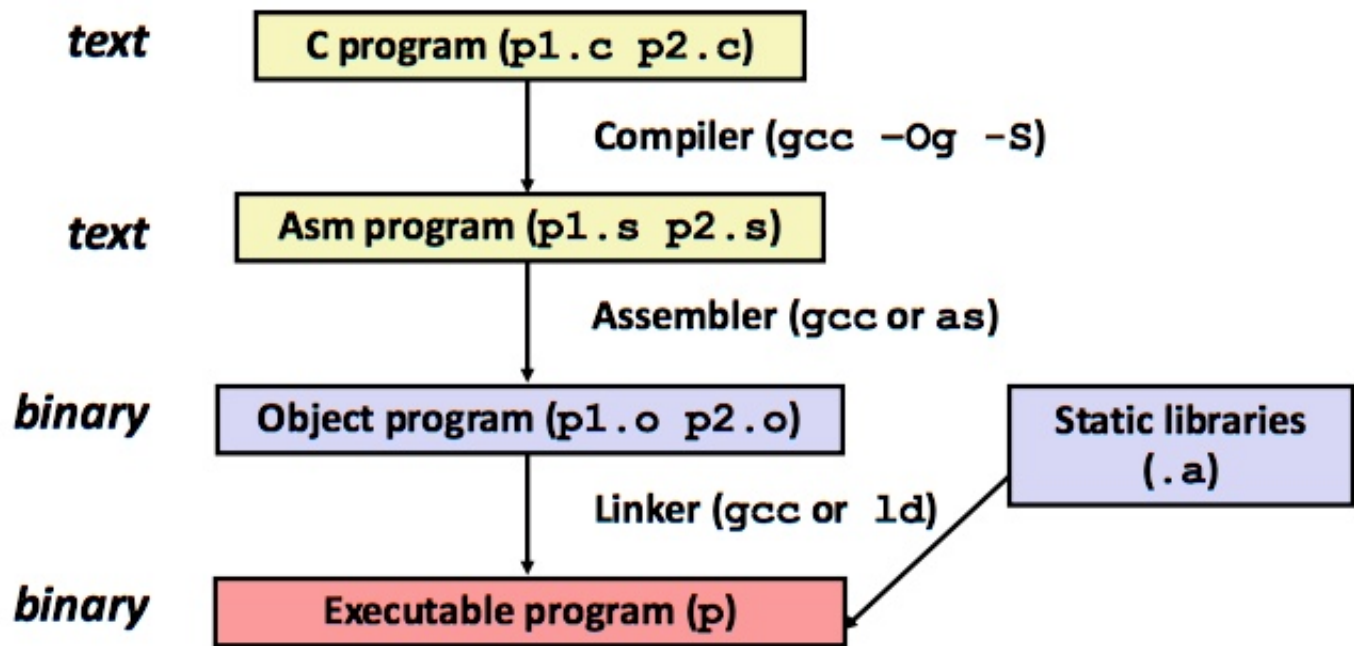 text
C program (p1.c p2.c)
Compiler (gcc –Og -S)
text
Asm program (p1.s p2.s)
Assembler (gcc or as)
binary
Object program (p1.o p2.o)
Static libraries
(.a)
Linker (gcc or ld)
binary
Executable program (p)